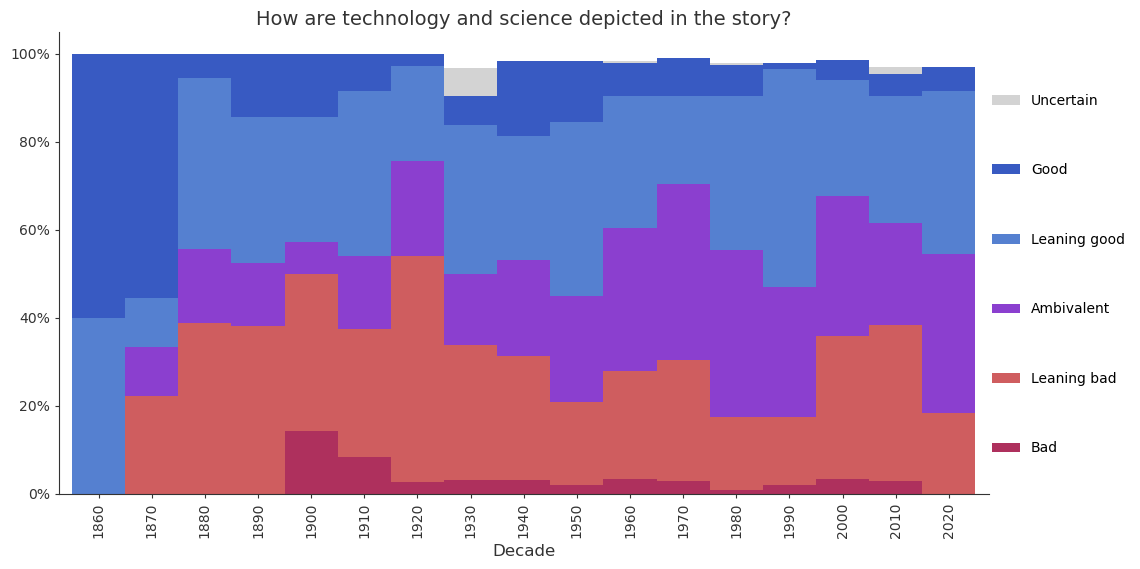 How are technology and science depicted in the story?
100%
80%
60%
40%
20%
0%
1860
1870
1880
1890
1900
1910
1920
1930
1940
1950
1960
1970
1980
1990
2000
2010
2020
Decade
Uncertain
Good
Leaning good
Ambivalent
Leaning bad
Bad